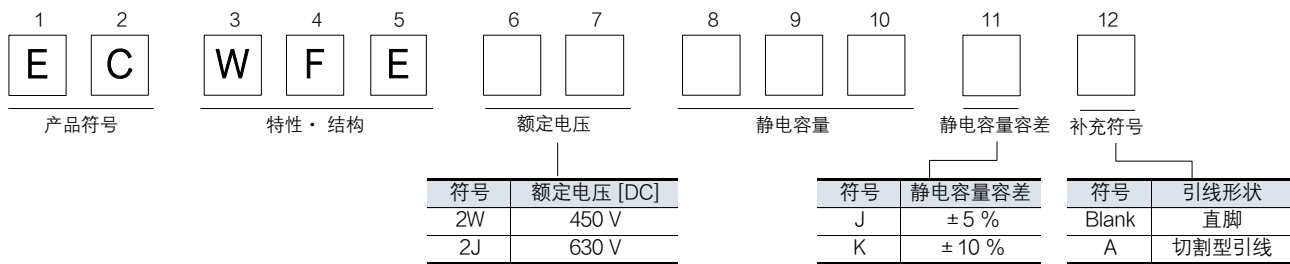 1 2 3 4 5 6 7 8 9 10 11 12
E C W F E
产品符号 特性・结构 额定电压 静电容量 静电容量容差 补充符号
符号 额定电压 [DC]
2W 450 V
2J 630 V
符号 静电容量容差
J ±5 %
K ±10 %
符号 引线形状
Blank 直脚
A 切割型引线